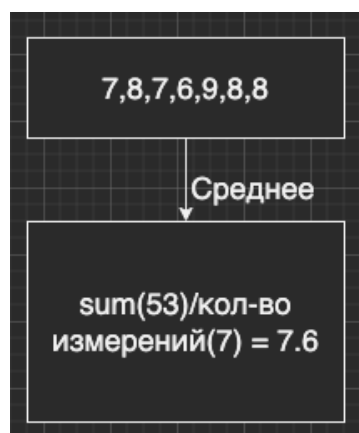 7,8,7,6,9,8,8
Среднее
sum(53)/кол-во
измерений(7) = 7.6